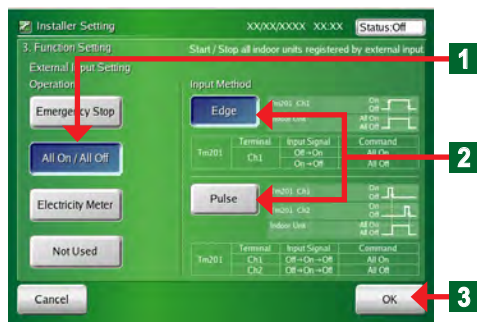 Installer Setting XX/XX/XXXX XX:XX Status:Off
3. Function Setting Start / Stop all indoor units registered by external input
External Input Setting
Operation Input Method
Emergency Stop
All On / All Off
Electricity Meter
Not Used
Edge
Tm201 Ch1 On Off
Indoor Unit All On All Off
Terminal Input Signal Command
Tm201 Ch1 Off→On All On
On→Off All Off
Pulse
Tm201 Ch1 On Off
Tm201 Ch2 On Off
Indoor Unit All On All Off
Terminal Input Signal Command
Tm201 Ch1 Off→On→Off All On
Ch2 Off→On→Off All Off
Cancel OK
1
2
3